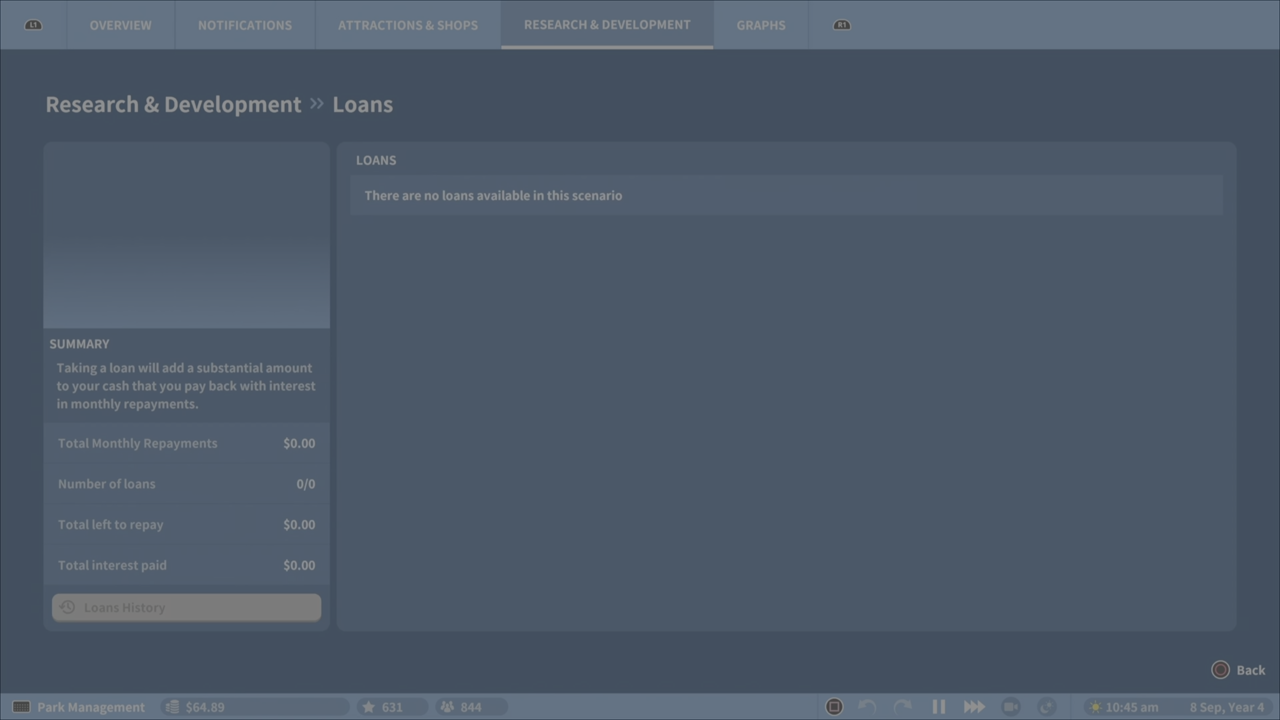 L1 OVERVIEW NOTIFICATIONS ATTRACTIONS & SHOPS RESEARCH & DEVELOPMENT GRAPHS R1
Research & Development » Loans
LOANS
There are no loans available in this scenario
SUMMARY
Taking a loan will add a substantial amount
to your cash that you pay back with interest
in monthly repayments.
Total Monthly Repayments $0.00
Number of loans 0/0
Total left to repay $0.00
Total interest paid $0.00
Loans History
Back
Park Management $64.89 631 844 10:45 am 8 Sep, Year 4